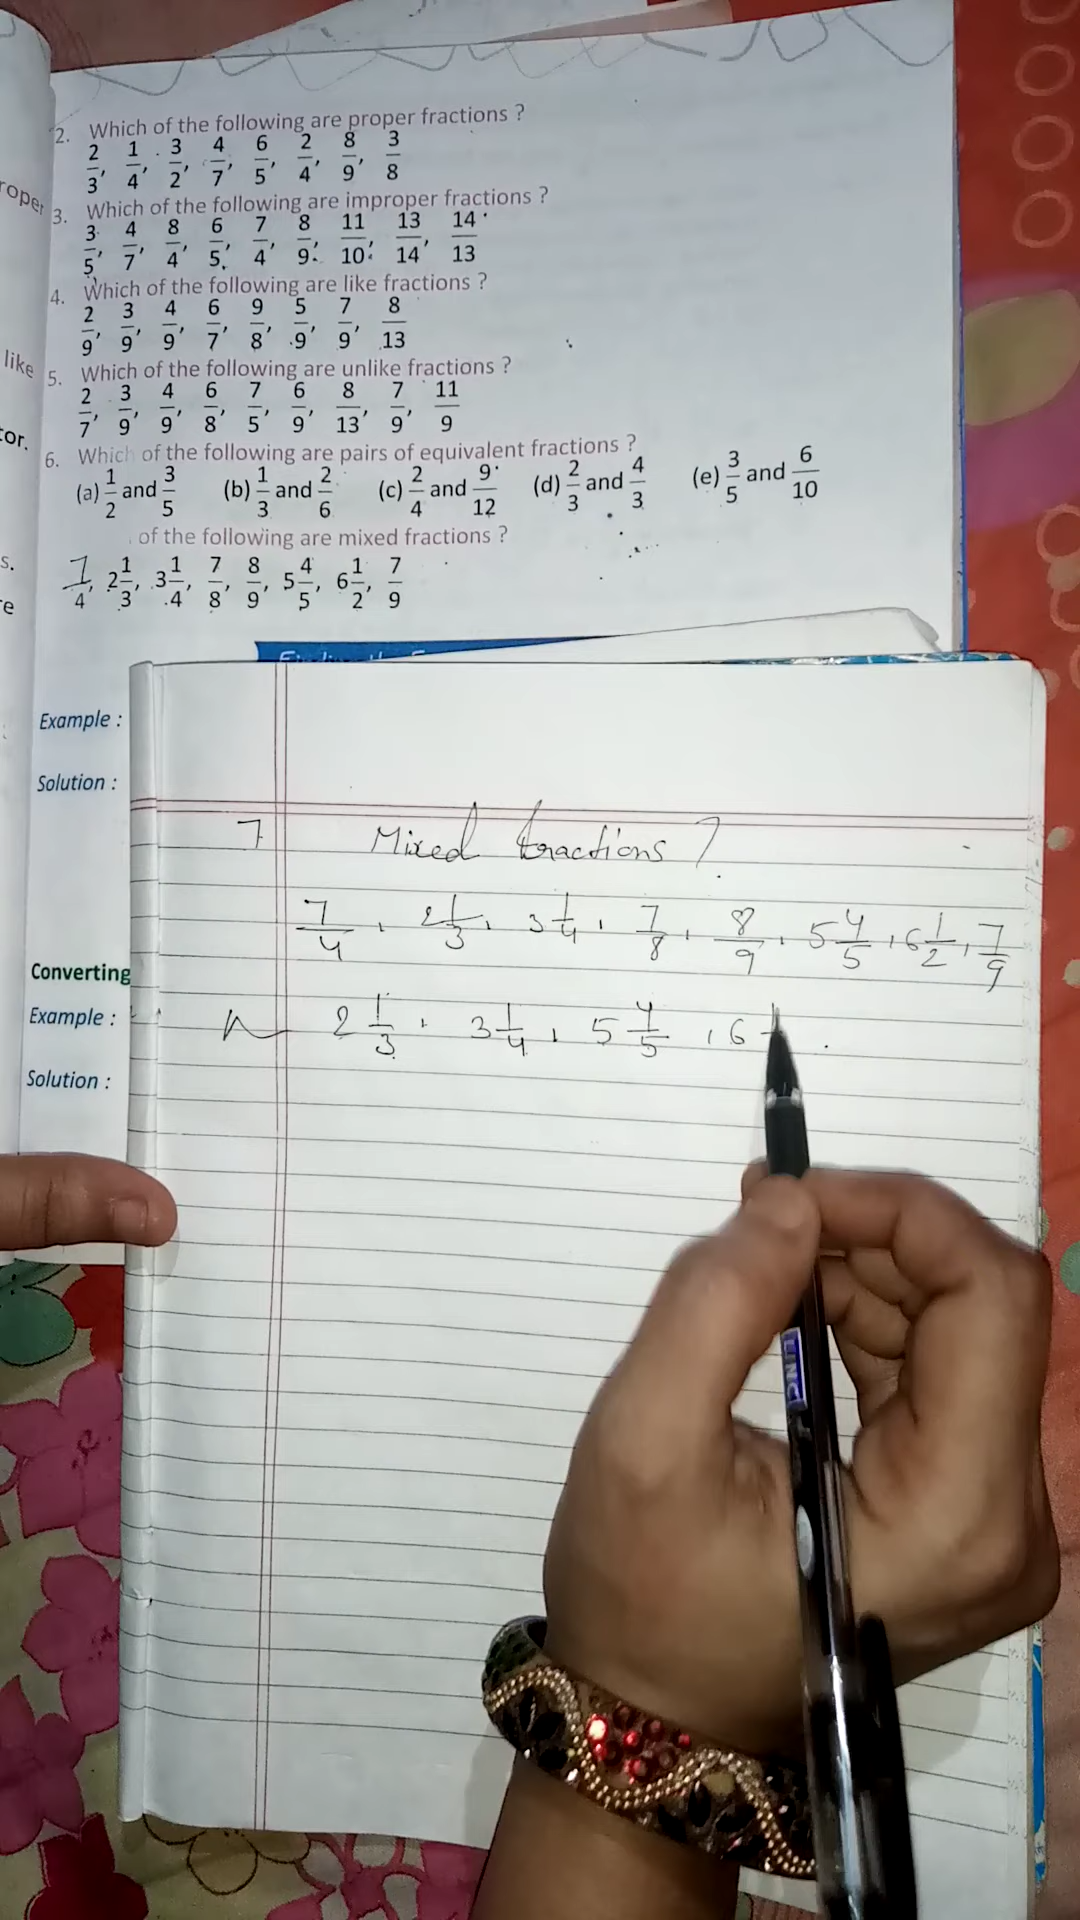 2. Which of the following are proper fractions ?
2/3, 1/4, 3/2, 4/7, 6/5, 2/4, 8/9, 3/8
roper
3. Which of the following are improper fractions ?
3/5, 4/7, 8/4, 6/5, 7/4, 8/9, 11/10, 13/14, 14/13
4. Which of the following are like fractions ?
2/9, 3/9, 4/9, 6/7, 9/8, 5/9, 7/9, 8/13
like
5. Which of the following are unlike fractions ?
2/7, 3/9, 4/9, 6/8, 7/5, 6/9, 8/13, 7/9, 11/9
tor.
6. Which of the following are pairs of equivalent fractions ?
(a) 1/2 and 3/5 (b) 1/3 and 2/6 (c) 2/4 and 9/12 (d) 2/3 and 4/3 (e) 3/5 and 6/10
of the following are mixed fractions ?
s.
7/4, 2 1/3, 3 1/4, 7/8, 8/9, 5 4/5, 6 1/2, 7/9
re
Example :
Solution :
7 Mixed fractions ?
7/4, 2 1/3, 3 1/4, 7/8, 8/9, 5 4/5, 6 1/2, 7/9
Converting
Example :
2 1/3, 3 1/4, 5 4/5, 6
Solution :
LINC